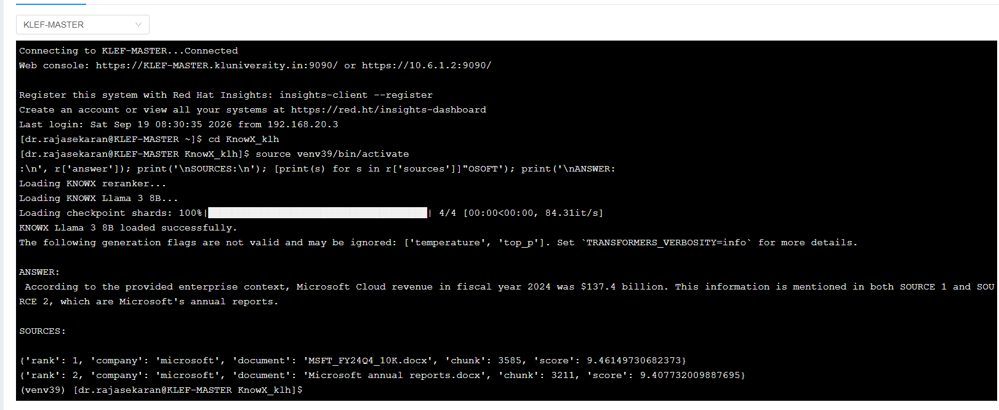 KLEF-MASTER
Connecting to KLEF-MASTER...Connected
Web console: https://KLEF-MASTER.kluniversity.in:9090/ or https://10.6.1.2:9090/
Register this system with Red Hat Insights: insights-client --register
Create an account or view all your systems at https://red.ht/insights-dashboard
Last login: Sat Sep 19 08:30:35 2026 from 192.168.20.3
[dr.rajasekaran@KLEF-MASTER ~]$ cd KnowX_klh
[dr.rajasekaran@KLEF-MASTER KnowX_klh]$ source venv39/bin/activate
:\n', r['answer']); print('\nSOURCES:\n'); [print(s) for s in r['sources']]"OSOFT'); print('\nANSWER:
Loading KNOWX reranker...
Loading KNOWX Llama 3 8B...
Loading checkpoint shards: 100%|██████████| 4/4 [00:00<00:00, 84.31it/s]
KNOWX Llama 3 8B loaded successfully.
The following generation flags are not valid and may be ignored: ['temperature', 'top_p']. Set `TRANSFORMERS_VERBOSITY=info` for more details.
ANSWER:
According to the provided enterprise context, Microsoft Cloud revenue in fiscal year 2024 was $137.4 billion. This information is mentioned in both SOURCE 1 and SOU
RCE 2, which are Microsoft's annual reports.
SOURCES:
{'rank': 1, 'company': 'microsoft', 'document': 'MSFT_FY24Q4_10K.docx', 'chunk': 3585, 'score': 9.46149730682373}
{'rank': 2, 'company': 'microsoft', 'document': 'Microsoft annual reports.docx', 'chunk': 3211, 'score': 9.407732009887695}
(venv39) [dr.rajasekaran@KLEF-MASTER KnowX_klh]$